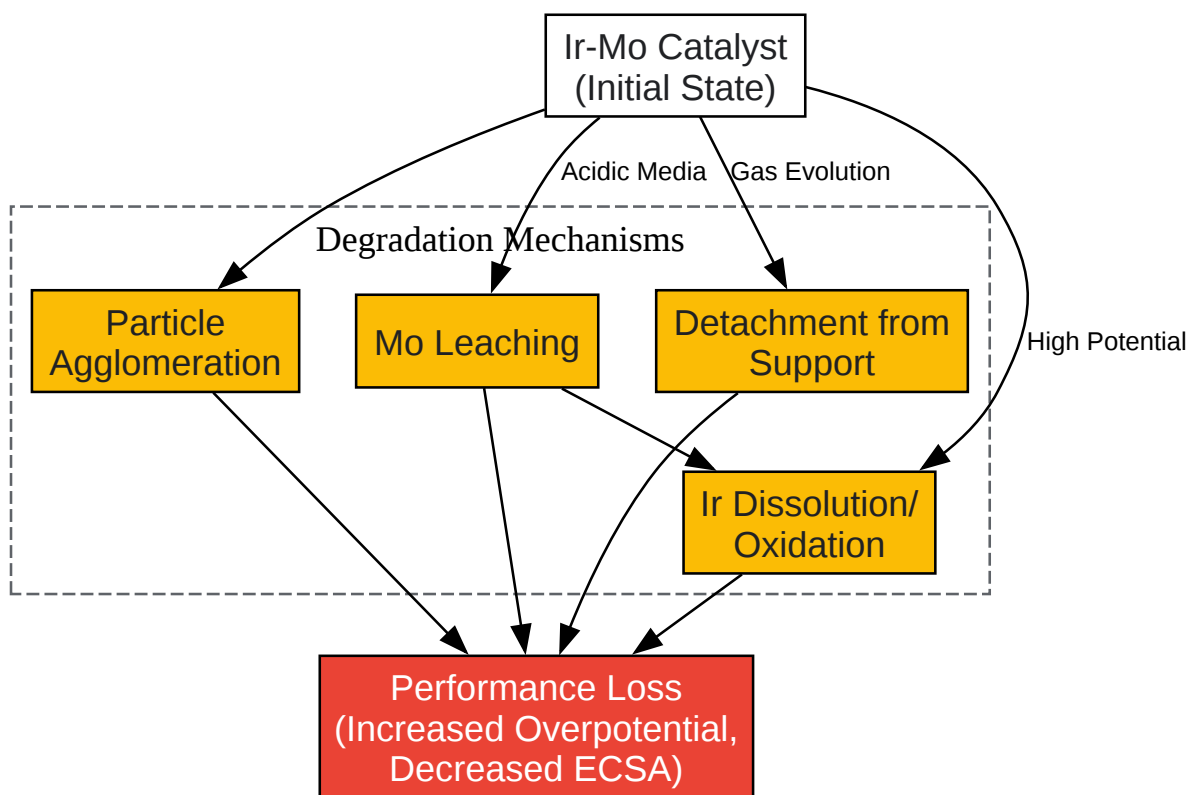 Ir-Mo Catalyst
(Initial State)
Acidic Media
Gas Evolution
Degradation Mechanisms
Particle
Agglomeration
Mo Leaching
Detachment from
Support
High Potential
Ir Dissolution/
Oxidation
Performance Loss
(Increased Overpotential,
Decreased ECSA)